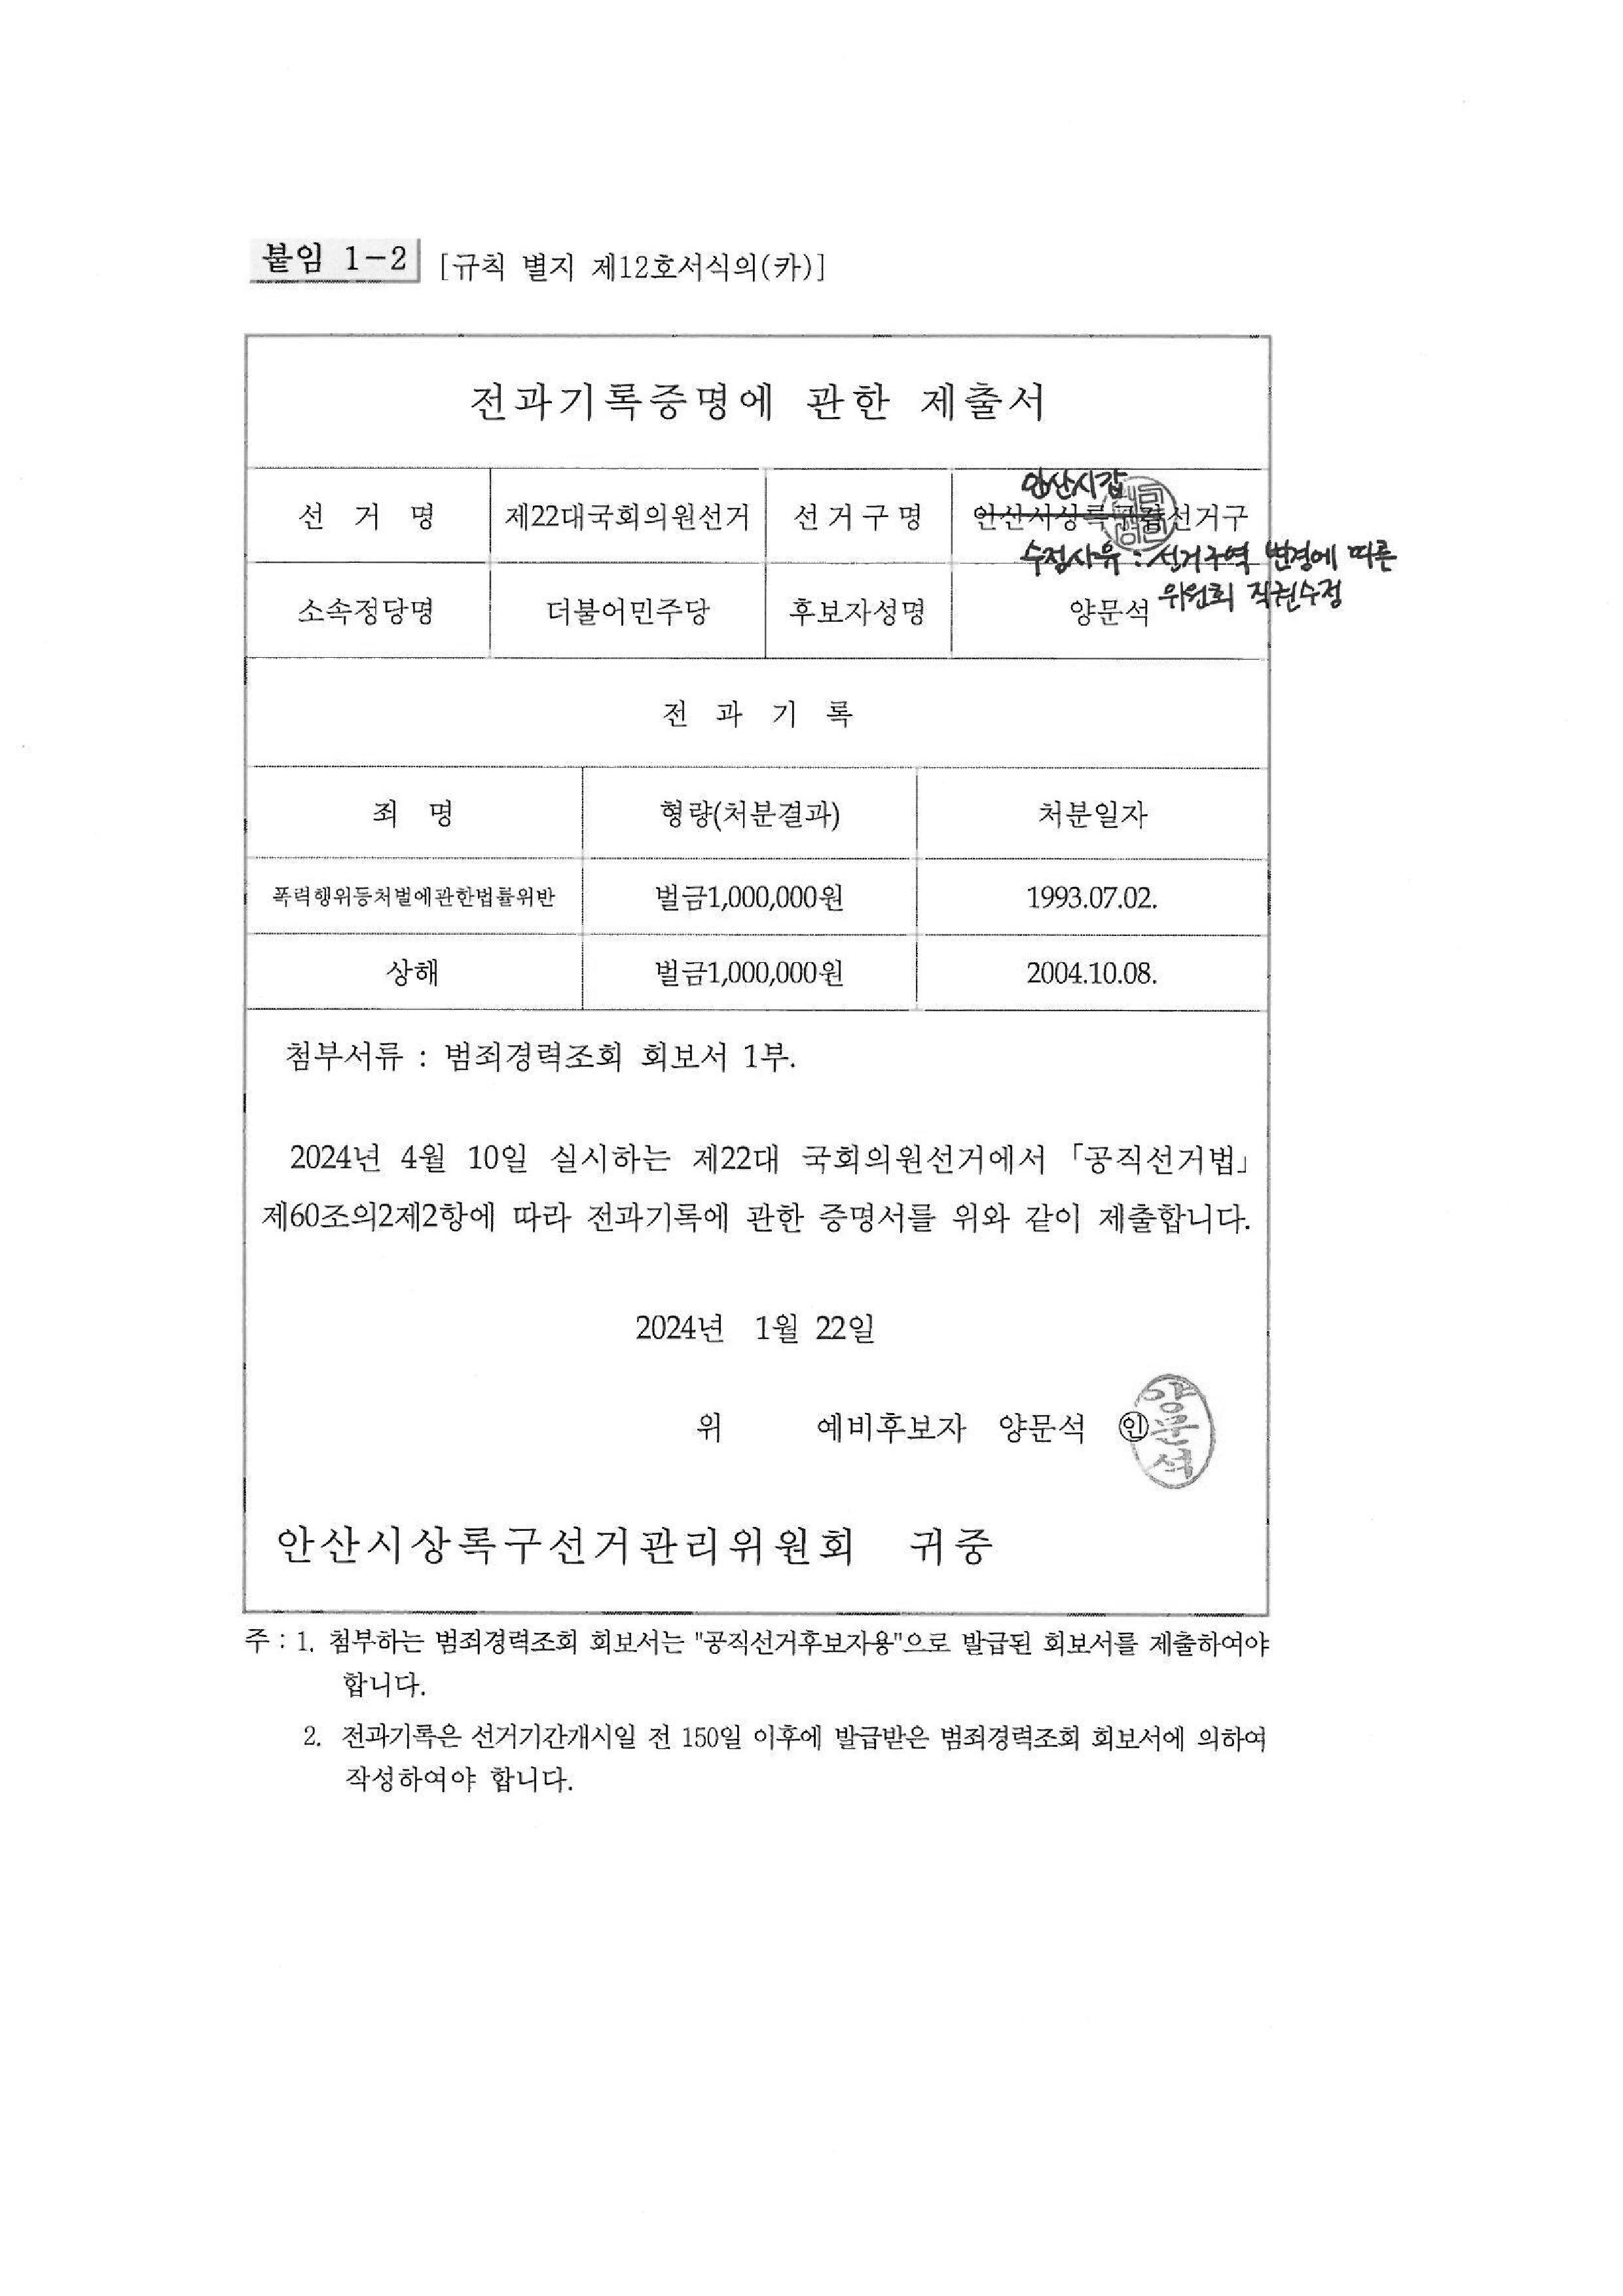 붙임 1-2 [규칙 별지 제12호서식의(카)]
전과기록증명에 관한 제출서
안산시갑
선 거 명 제22대국회의원선거 선거구명 안산시상록구갑선거구
수정사유 : 선거구역 변경에 따른
위원회 직권수정
소속정당명 더불어민주당 후보자성명 양문석
전 과 기 록
죄 명 형량(처분결과) 처분일자
폭력행위등처벌에관한법률위반 벌금1,000,000원 1993.07.02.
상해 벌금1,000,000원 2004.10.08.
첨부서류 : 범죄경력조회 회보서 1부.
2024년 4월 10일 실시하는 제22대 국회의원선거에서 「공직선거법」
제60조의2제2항에 따라 전과기록에 관한 증명서를 위와 같이 제출합니다.
2024년 1월 22일
위 예비후보자 양문석 ㊞
양문석
안산시상록구선거관리위원회 귀중
주 : 1. 첨부하는 범죄경력조회 회보서는 "공직선거후보자용"으로 발급된 회보서를 제출하여야
합니다.
2. 전과기록은 선거기간개시일 전 150일 이후에 발급받은 범죄경력조회 회보서에 의하여
작성하여야 합니다.